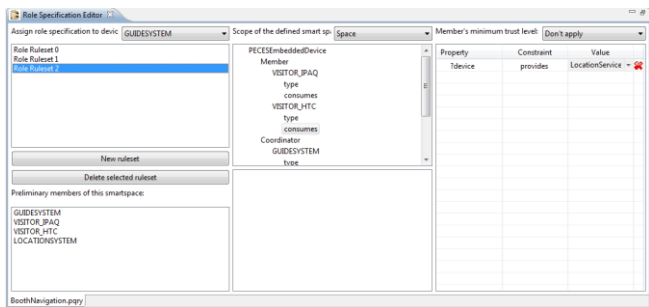 Role Specification Editor
Assign role specification to devic GUIDESYSTEM
Scope of the defined smart sp Space
Member's minimum trust level: Don't apply
Role Ruleset 0
Role Ruleset 1
Role Ruleset 2
New ruleset
Delete selected ruleset
Preliminary members of this smartspace:
GUIDESYSTEM
VISITOR_IPAQ
VISITOR_HTC
LOCATIONSYSTEM
PECESEmbeddedDevice
Member
VISITOR_IPAQ
type
consumes
VISITOR_HTC
type
consumes
Coordinator
GUIDESYSTEM
type
Property Constraint Value
?device provides LocationService
BoothNavigation.pqry